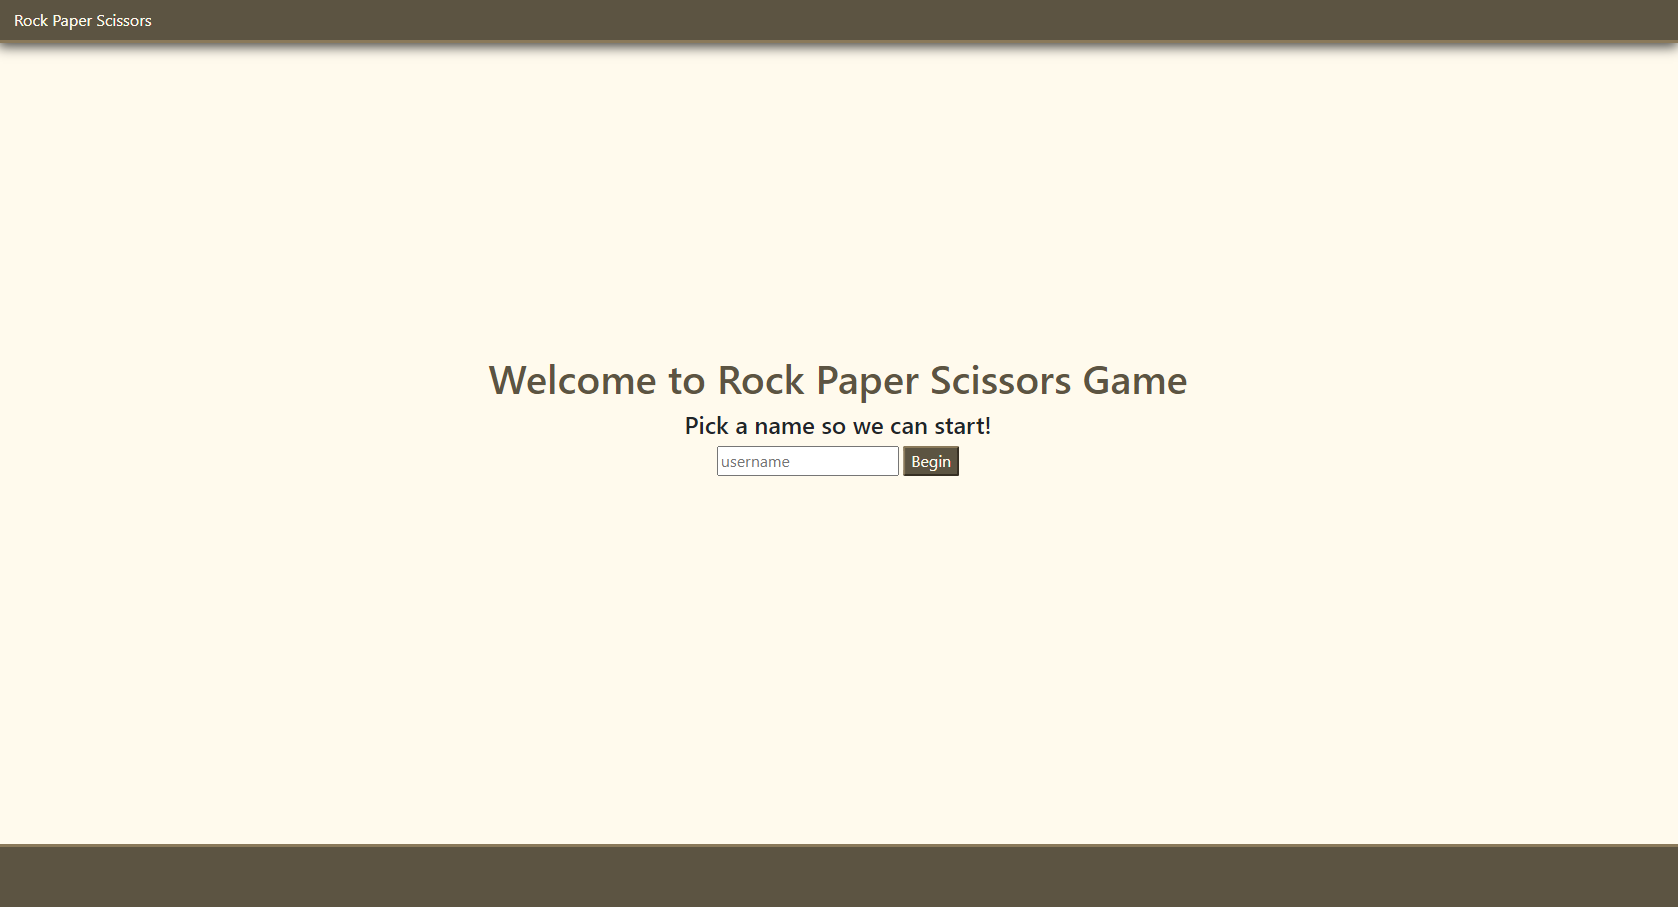 Rock Paper Scissors
Welcome to Rock Paper Scissors Game
Pick a name so we can start!
username Begin